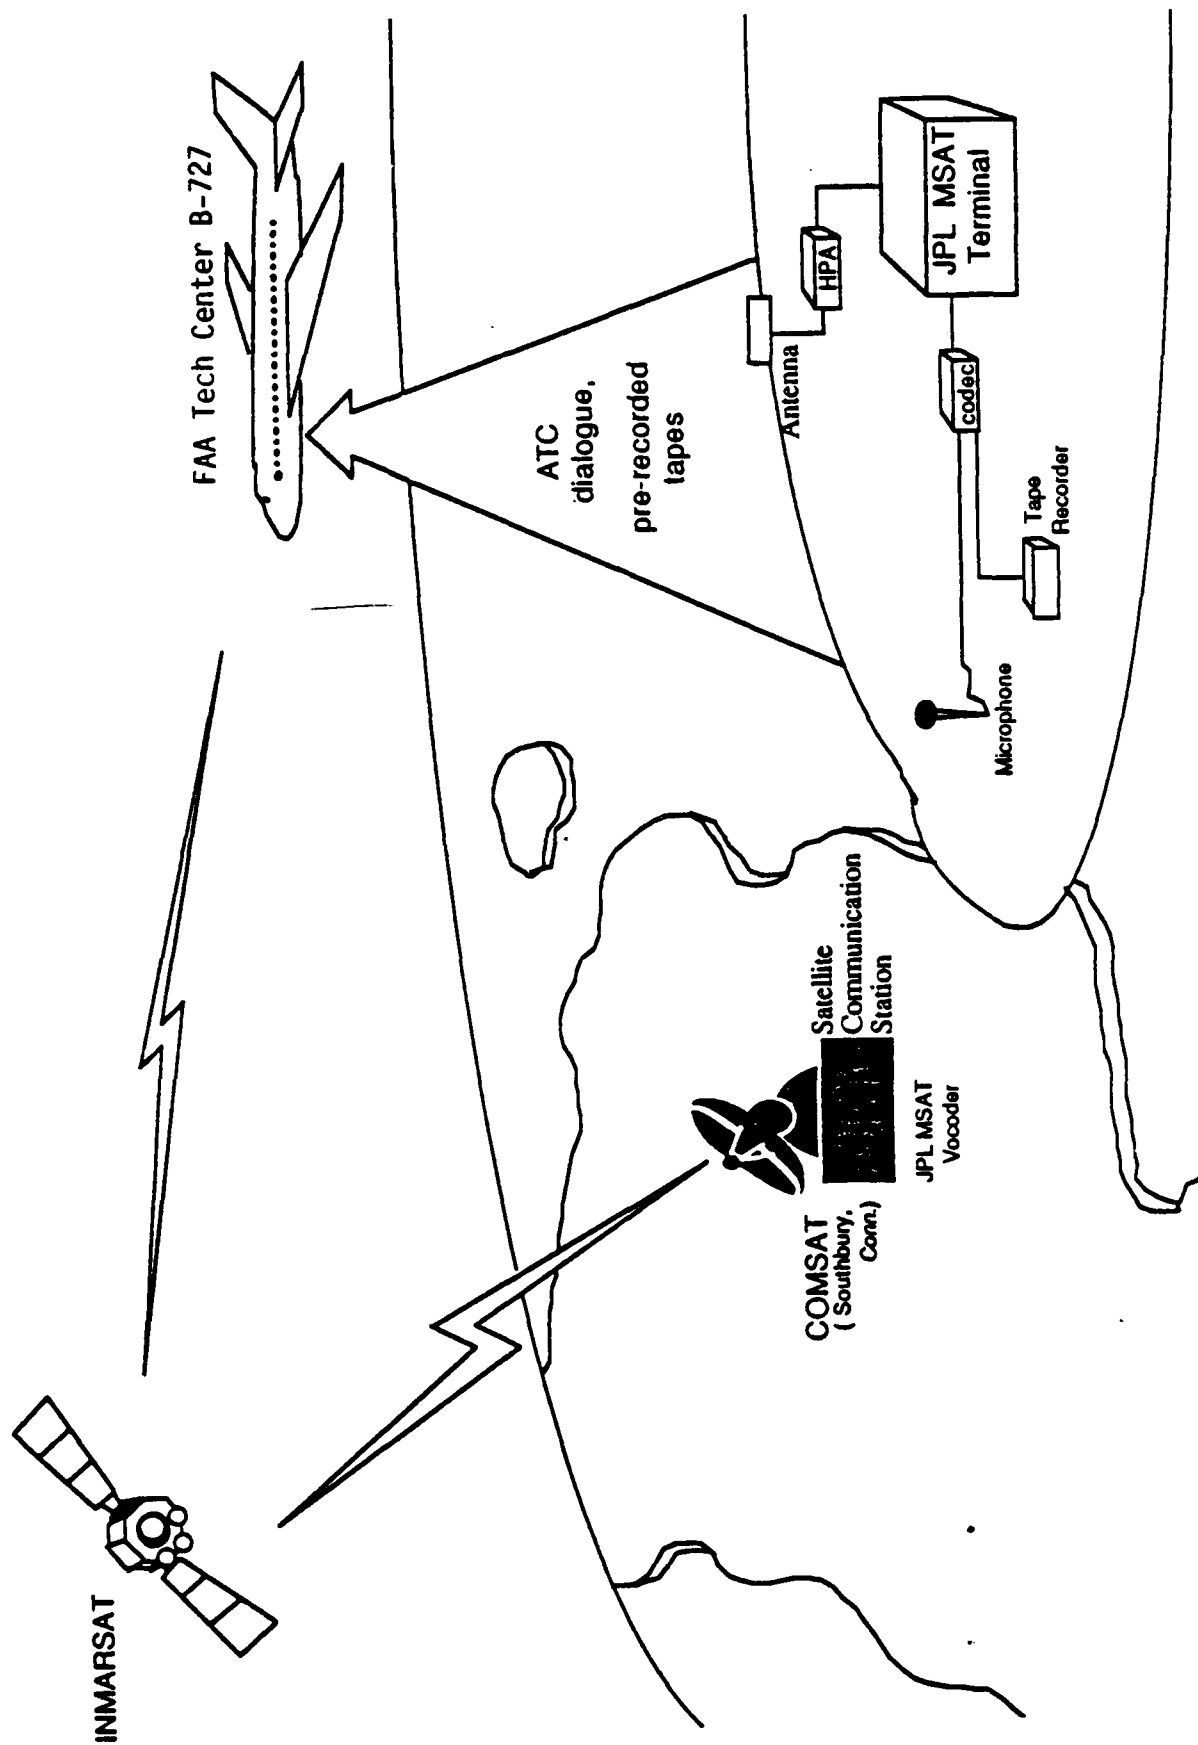 INMARSAT
FAA Tech Center B-727
ATC
dialogue,
pre-recorded
tapes
COMSAT
( Southbury,
Conn.)
Satellite
Communication
Station
JPL MSAT
Vocoder
Antenna
HPA
JPL MSAT
Terminal
codec
Microphone
Tape
Recorder